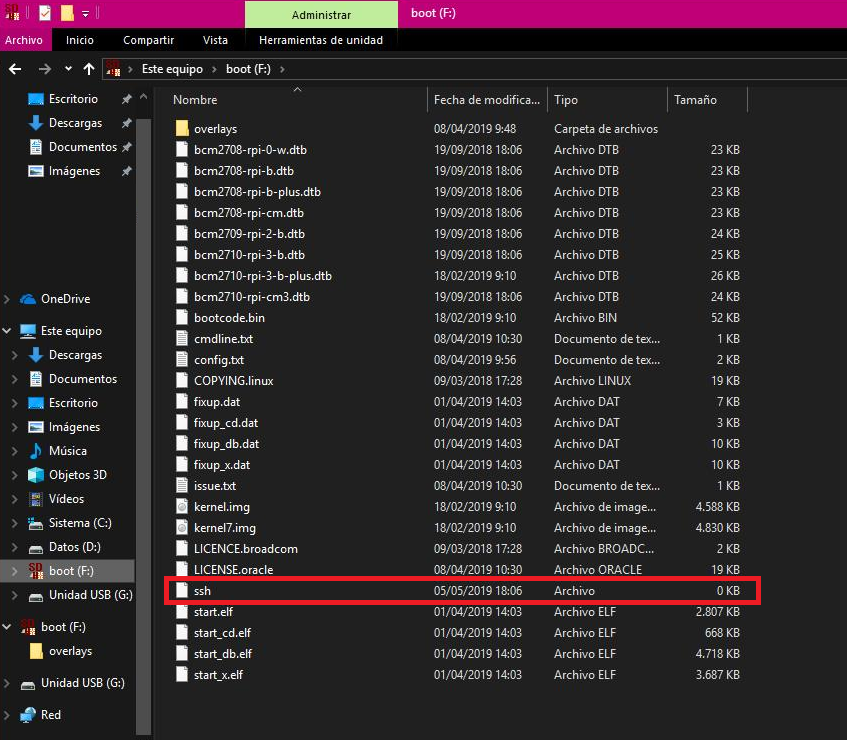 Administrar
boot (F:)
Archivo Inicio Compartir Vista Herramientas de unidad
Este equipo boot (F:)
Escritorio
Descargas
Documentos
Imágenes
OneDrive
Este equipo
Descargas
Documentos
Escritorio
Imágenes
Música
Objetos 3D
Vídeos
Sistema (C:)
Datos (D:)
boot (F:)
Unidad USB (G:)
boot (F:)
overlays
Unidad USB (G:)
Red
Nombre Fecha de modifica... Tipo Tamaño
overlays 08/04/2019 9:48 Carpeta de archivos
bcm2708-rpi-0-w.dtb 19/09/2018 18:06 Archivo DTB 23 KB
bcm2708-rpi-b.dtb 19/09/2018 18:06 Archivo DTB 23 KB
bcm2708-rpi-b-plus.dtb 19/09/2018 18:06 Archivo DTB 23 KB
bcm2708-rpi-cm.dtb 19/09/2018 18:06 Archivo DTB 23 KB
bcm2709-rpi-2-b.dtb 19/09/2018 18:06 Archivo DTB 24 KB
bcm2710-rpi-3-b.dtb 19/09/2018 18:06 Archivo DTB 25 KB
bcm2710-rpi-3-b-plus.dtb 18/02/2019 9:10 Archivo DTB 26 KB
bcm2710-rpi-cm3.dtb 19/09/2018 18:06 Archivo DTB 24 KB
bootcode.bin 18/02/2019 9:10 Archivo BIN 52 KB
cmdline.txt 08/04/2019 10:30 Documento de tex... 1 KB
config.txt 08/04/2019 9:56 Documento de tex... 2 KB
COPYING.linux 09/03/2018 17:28 Archivo LINUX 19 KB
fixup.dat 01/04/2019 14:03 Archivo DAT 7 KB
fixup_cd.dat 01/04/2019 14:03 Archivo DAT 3 KB
fixup_db.dat 01/04/2019 14:03 Archivo DAT 10 KB
fixup_x.dat 01/04/2019 14:03 Archivo DAT 10 KB
issue.txt 08/04/2019 10:30 Documento de tex... 1 KB
kernel.img 18/02/2019 9:10 Archivo de image... 4.588 KB
kernel7.img 18/02/2019 9:10 Archivo de image... 4.830 KB
LICENCE.broadcom 09/03/2018 17:28 Archivo BROADC... 2 KB
LICENSE.oracle 08/04/2019 10:30 Archivo ORACLE 19 KB
ssh 05/05/2019 18:06 Archivo 0 KB
start.elf 01/04/2019 14:03 Archivo ELF 2.807 KB
start_cd.elf 01/04/2019 14:03 Archivo ELF 668 KB
start_db.elf 01/04/2019 14:03 Archivo ELF 4.718 KB
start_x.elf 01/04/2019 14:03 Archivo ELF 3.687 KB